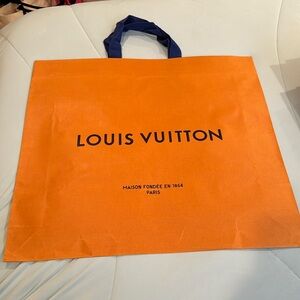 LOUIS VUITTON
MAISON FONDÉE EN 1854
PARIS